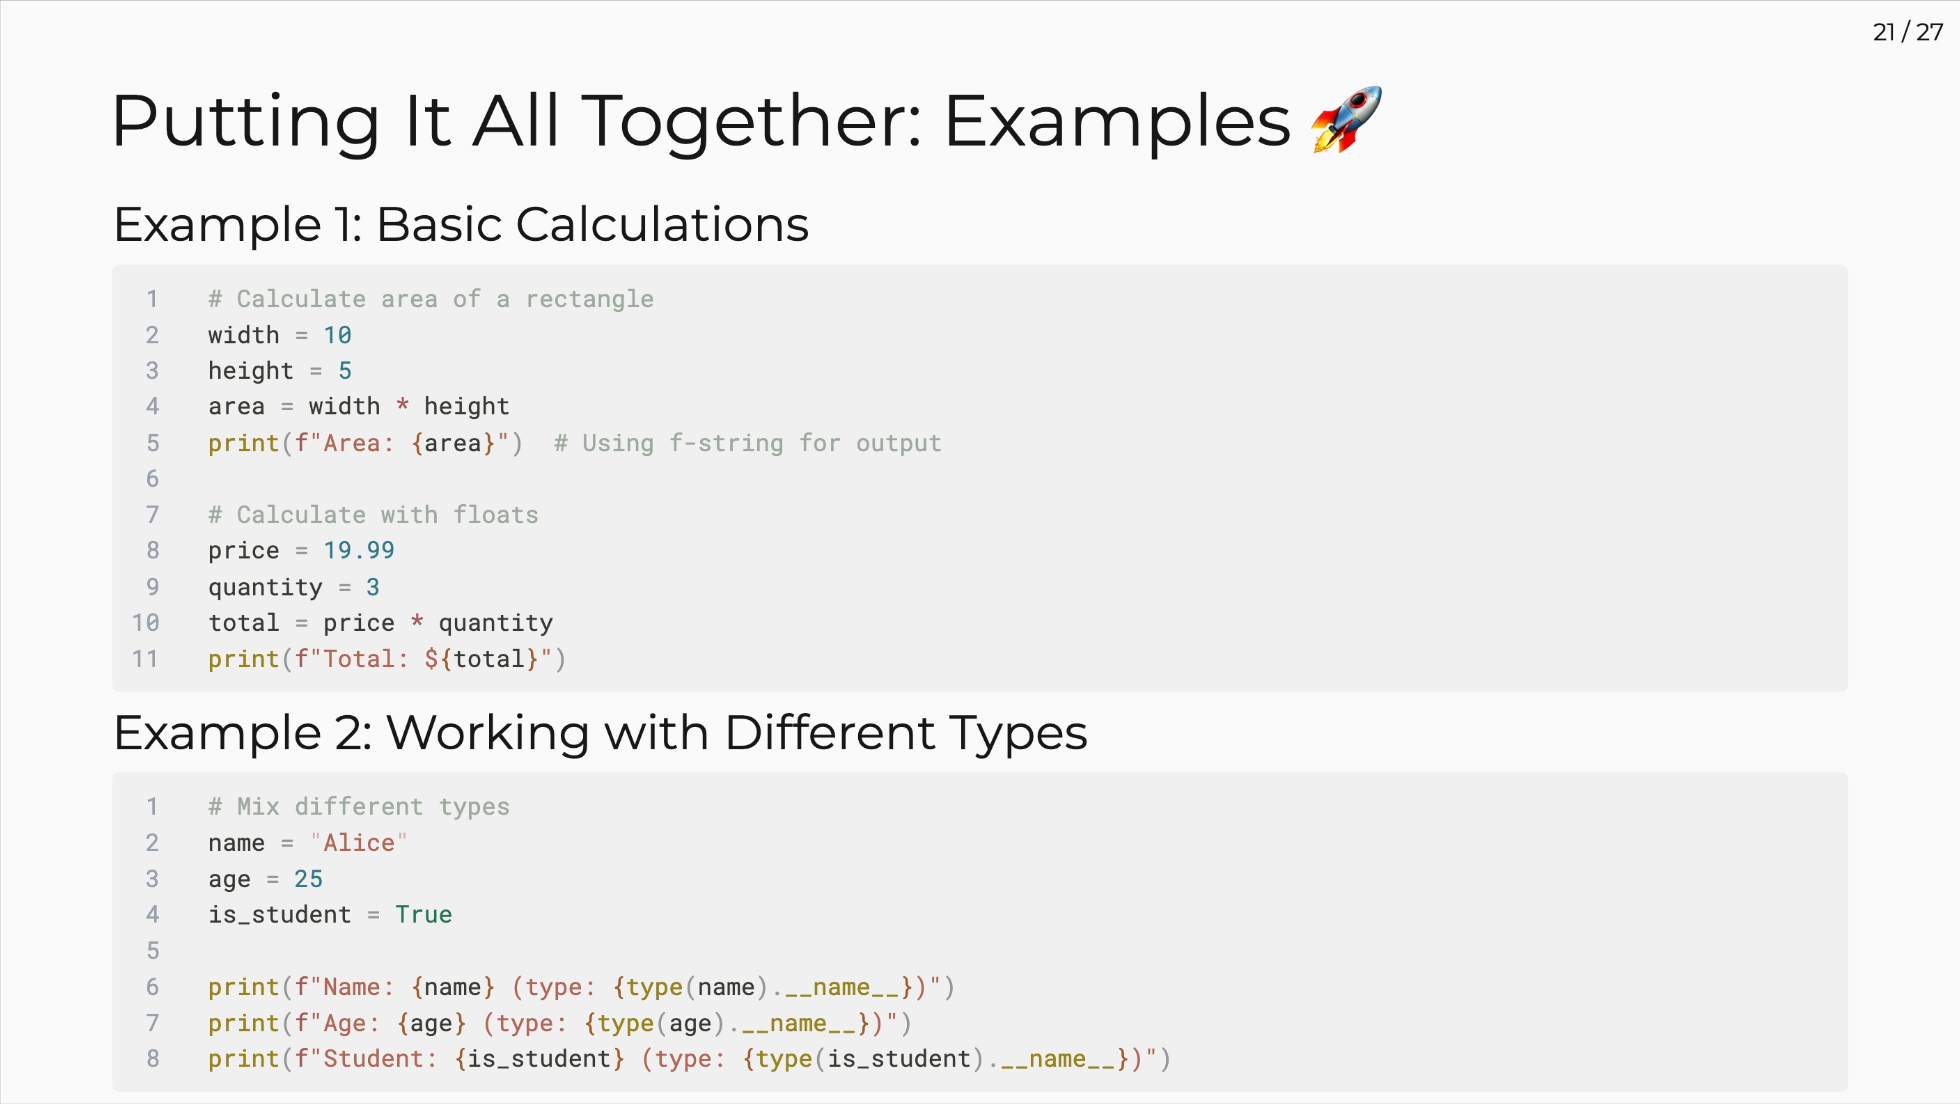 21 / 27
Putting It All Together: Examples 🚀
Example 1: Basic Calculations
1 # Calculate area of a rectangle
2 width = 10
3 height = 5
4 area = width * height
5 print(f"Area: {area}")  # Using f-string for output
6
7 # Calculate with floats
8 price = 19.99
9 quantity = 3
10 total = price * quantity
11 print(f"Total: ${total}")
Example 2: Working with Different Types
1 # Mix different types
2 name = "Alice"
3 age = 25
4 is_student = True
5
6 print(f"Name: {name} (type: {type(name).__name__})")
7 print(f"Age: {age} (type: {type(age).__name__})")
8 print(f"Student: {is_student} (type: {type(is_student).__name__})")